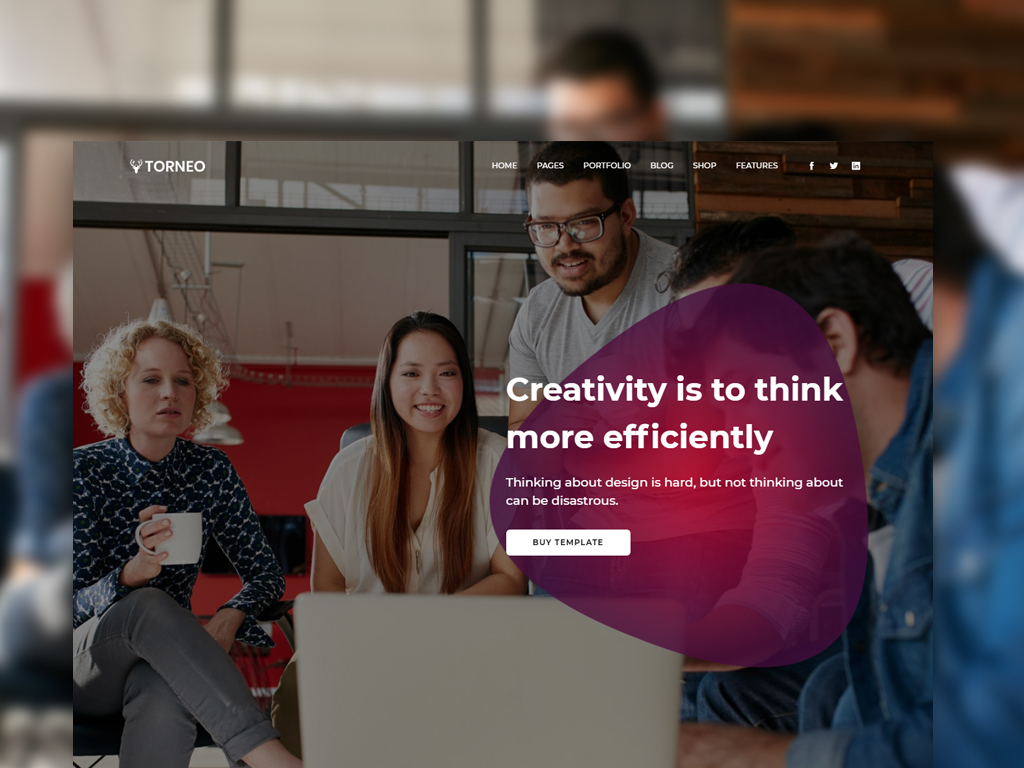 TORNEO
HOME PAGES PORTFOLIO BLOG SHOP FEATURES
Creativity is to think
more efficiently
Thinking about design is hard, but not thinking about
can be disastrous.
BUY TEMPLATE